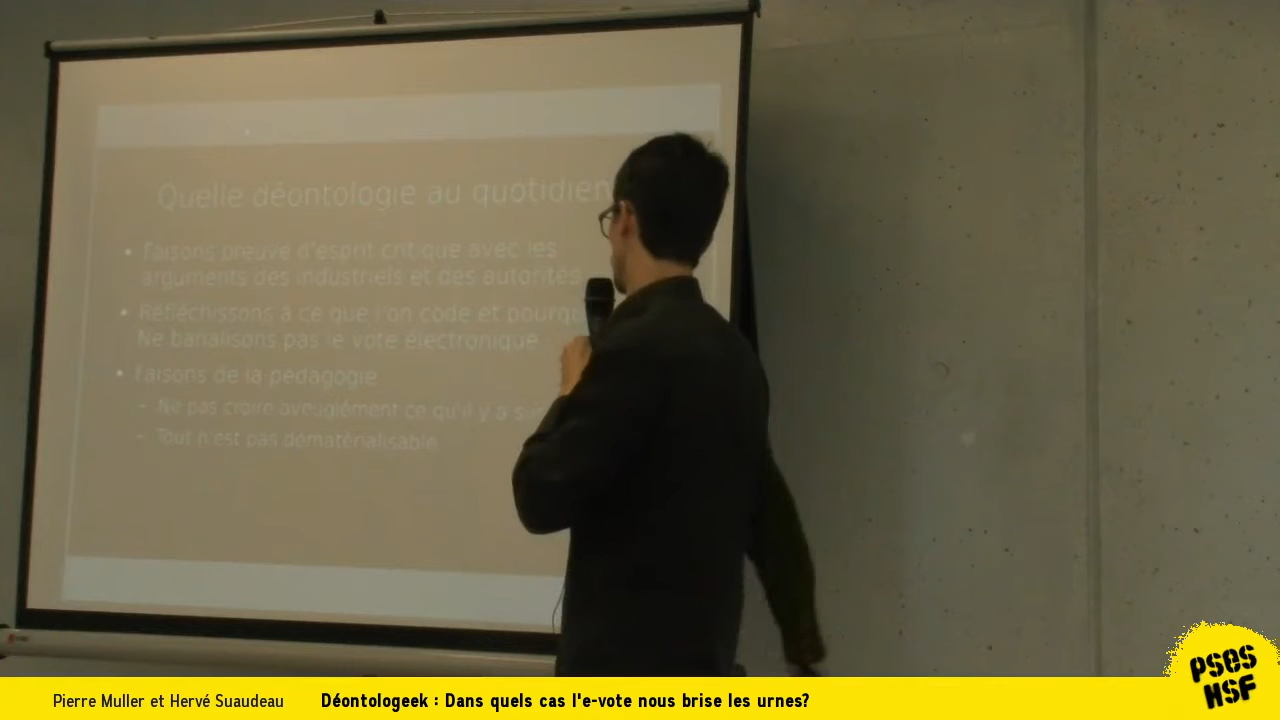 Quelle déontologie au quotidien
• Faisons preuve d'esprit critique avec les
arguments des industriels et des autorités
• Réfléchissons à ce que l'on code et
Ne banalisons pas le vote électronique
• Faisons de la pédagogie
- Ne pas croire aveuglément ce qu'il y a
- Tout n'est pas dématérialisable
Pierre Muller et Hervé Suaudeau Déontologeek : Dans quels cas l'e-vote nous brise les urnes?
PSES
HSF